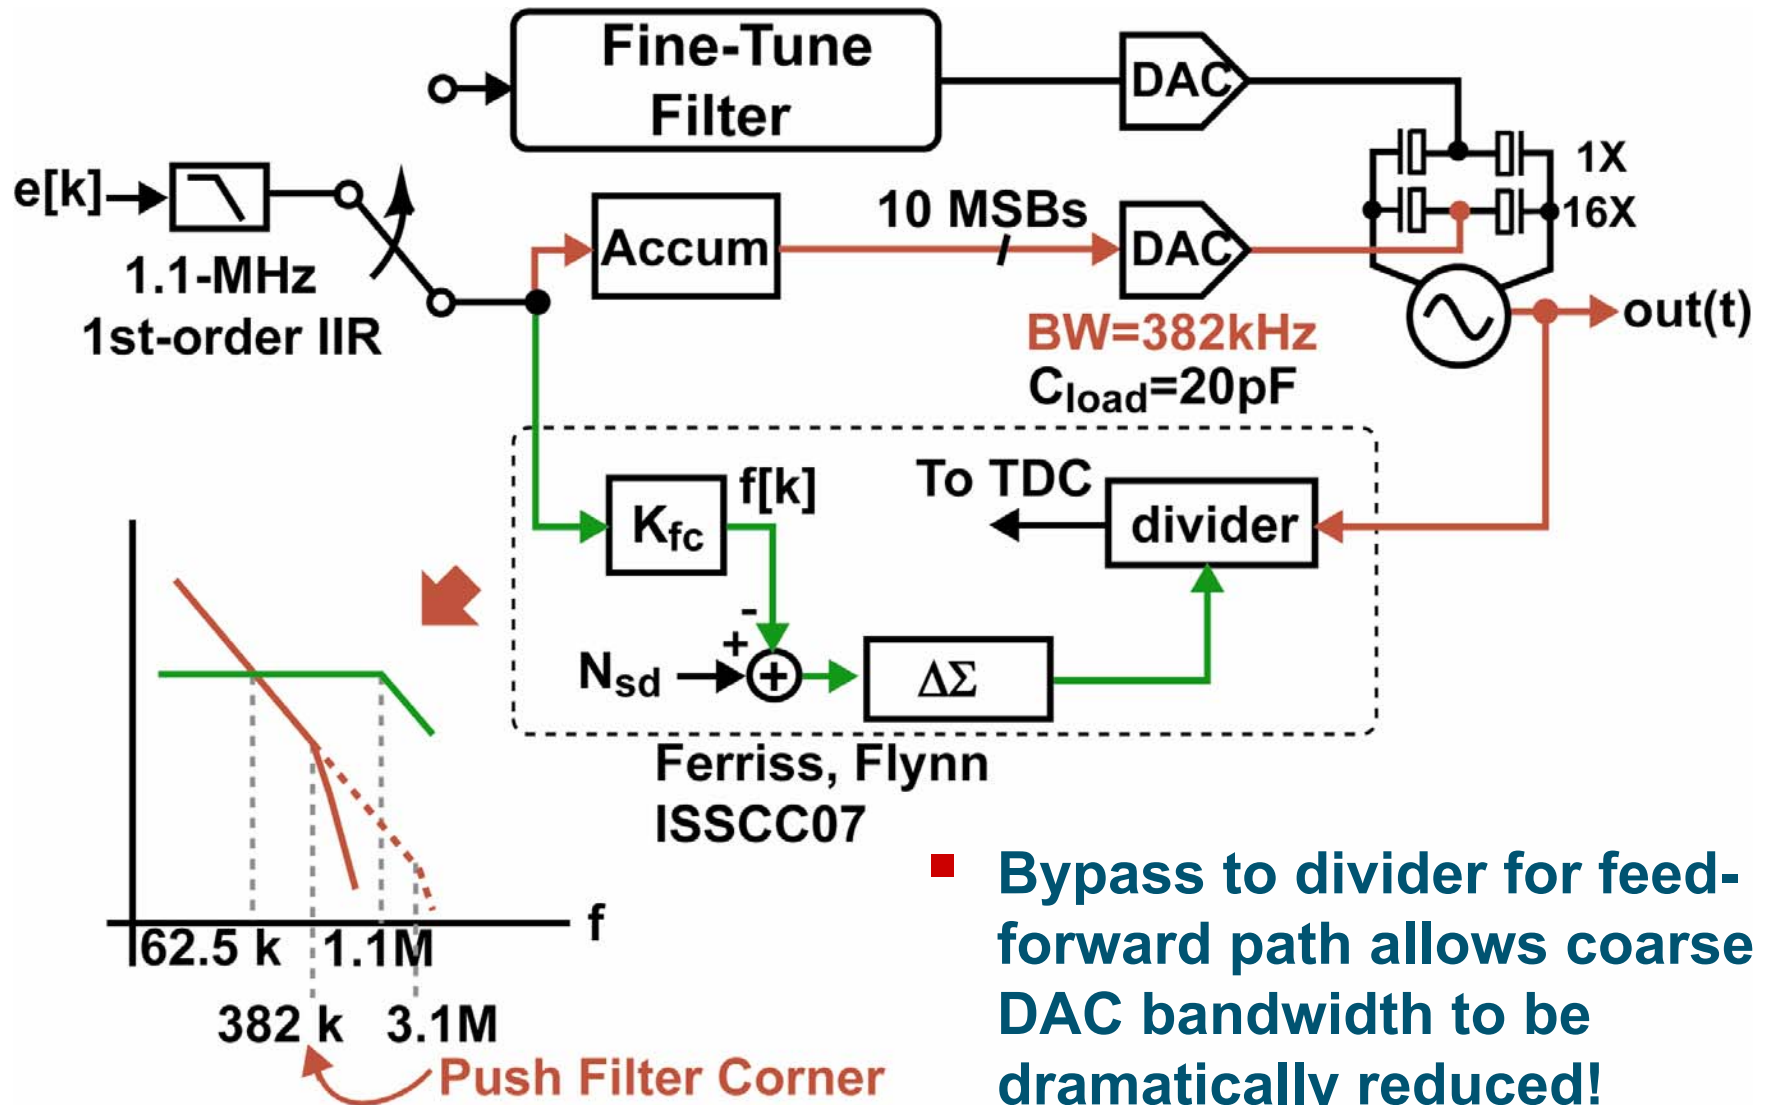 Fine-Tune
Filter
DAC
1X
e[k]
Accum
10 MSBs
DAC
16X
1.1-MHz
1st-order IIR
BW=382kHz
Cload=20pF
out(t)
Kfc
f[k]
To TDC
divider
-
+
Nsd
+
ΔΣ
Ferriss, Flynn
ISSCC07
f
62.5 k 1.1M
382 k 3.1M
Push Filter Corner
Bypass to divider for feed-
forward path allows coarse
DAC bandwidth to be
dramatically reduced!